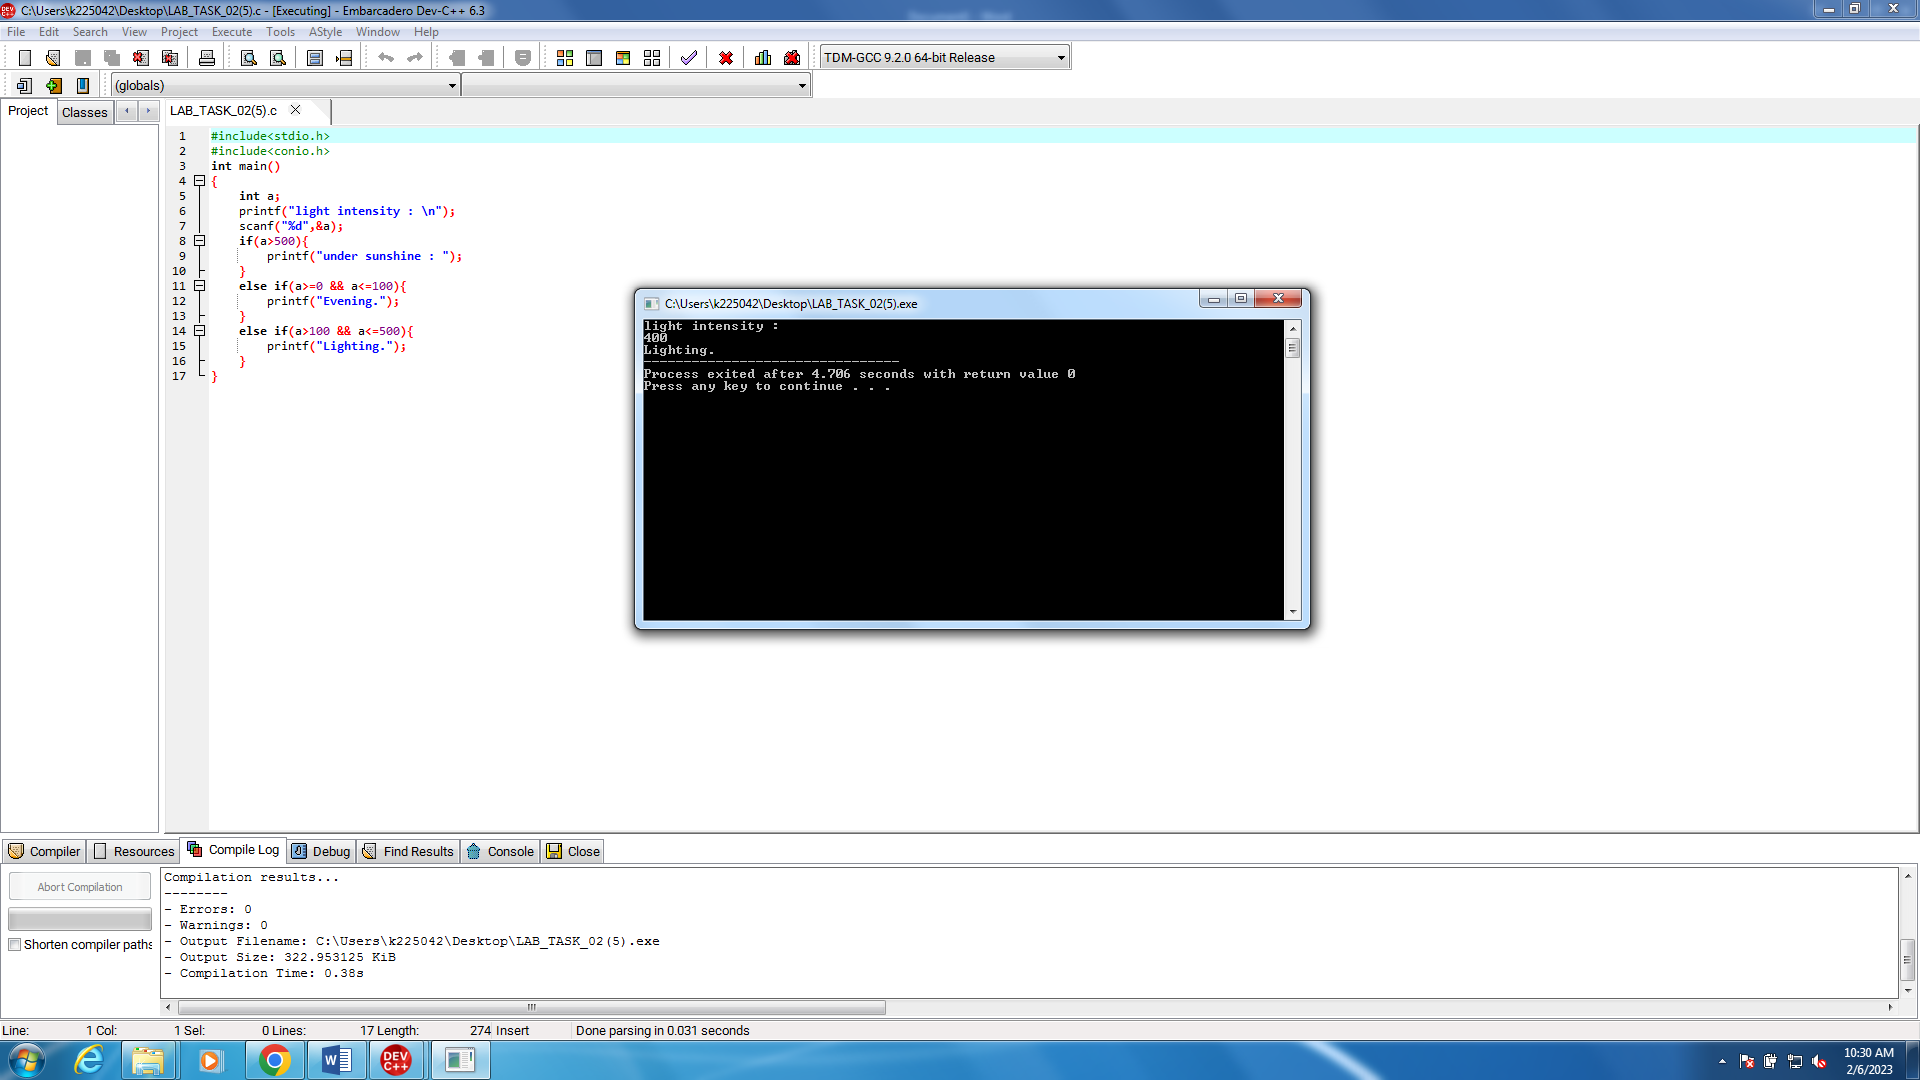 C:\Users\k225042\Desktop\LAB_TASK_02(5).c - [Executing] - Embarcadero Dev-C++ 6.3
File Edit Search View Project Execute Tools AStyle Window Help
TDM-GCC 9.2.0 64-bit Release
(globals)
Project Classes LAB_TASK_02(5).c
1 #include<stdio.h>
2 #include<conio.h>
3 int main()
4 {
5 int a;
6 printf("light intensity : \n");
7 scanf("%d",&a);
8 if(a>500){
9 printf("under sunshine : ");
10 }
11 else if(a>=0 && a<=100){
12 printf("Evening.");
13 }
14 else if(a>100 && a<=500){
15 printf("Lighting.");
16 }
17 }
C:\Users\k225042\Desktop\LAB_TASK_02(5).exe
light intensity :
400
Lighting.
--------------------------------
Process exited after 4.706 seconds with return value 0
Press any key to continue . . .
Compiler Resources Compile Log Debug Find Results Console Close
Abort Compilation
Shorten compiler paths
Compilation results...
--------
- Errors: 0
- Warnings: 0
- Output Filename: C:\Users\k225042\Desktop\LAB_TASK_02(5).exe
- Output Size: 322.953125 KiB
- Compilation Time: 0.38s
Line: 1 Col: 1 Sel: 0 Lines: 17 Length: 274 Insert Done parsing in 0.031 seconds
DEV C++
10:30 AM
2/6/2023